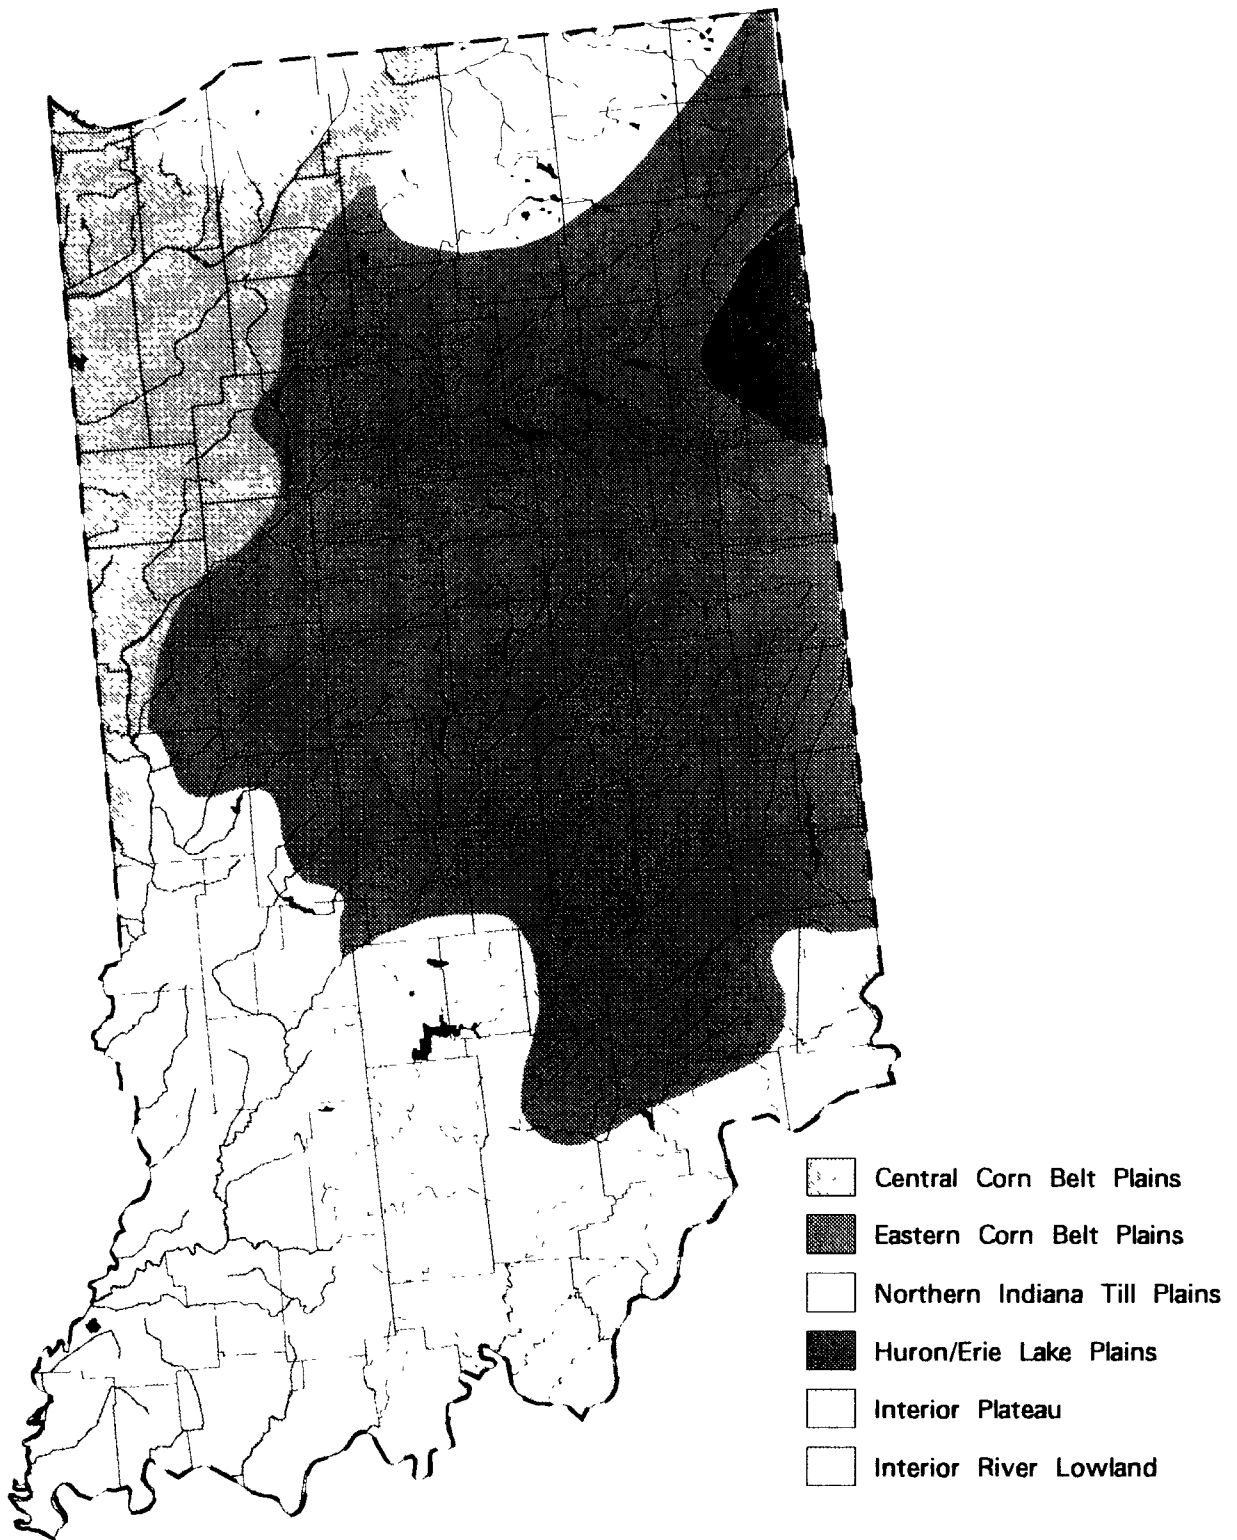 Central Corn Belt Plains
Eastern Corn Belt Plains
Northern Indiana Till Plains
Huron/Erie Lake Plains
Interior Plateau
Interior River Lowland